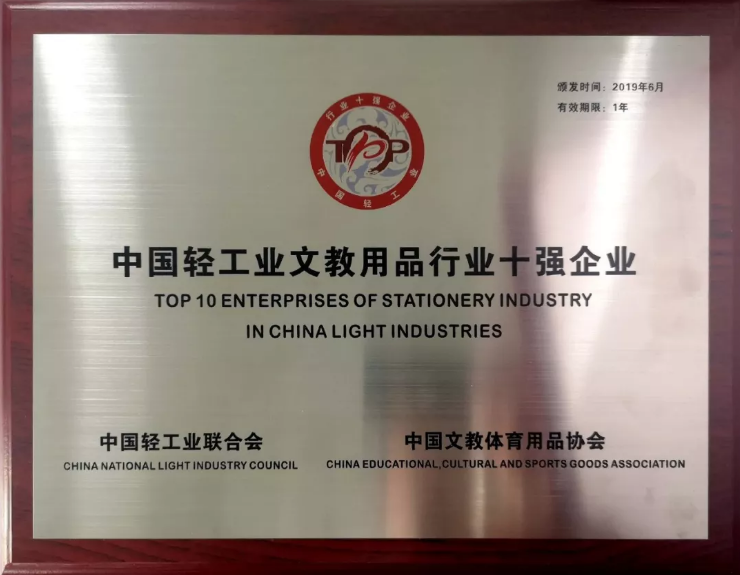 颁发时间：2019年6月
有效期限：1年
行业十强企业
TOP
中国轻工业
中国轻工业文教用品行业十强企业
TOP 10 ENTERPRISES OF STATIONERY INDUSTRY
IN CHINA LIGHT INDUSTRIES
中国轻工业联合会
中国文教体育用品协会
CHINA NATIONAL LIGHT INDUSTRY COUNCIL
CHINA EDUCATIONAL,CULTURAL AND SPORTS GOODS ASSOCIATION